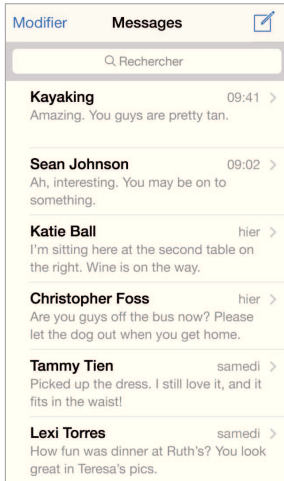 Modifier Messages
Rechercher
Kayaking 09:41
Amazing. You guys are pretty tan.
Sean Johnson 09:02
Ah, interesting. You may be on to
something.
Katie Ball hier
I'm sitting here at the second table on
the right. Wine is on the way.
Christopher Foss hier
Are you guys off the bus now? Please
let the dog out when you get home.
Tammy Tien samedi
Picked up the dress. I still love it, and it
fits in the waist!
Lexi Torres samedi
How fun was dinner at Ruth's? You look
great in Teresa's pics.